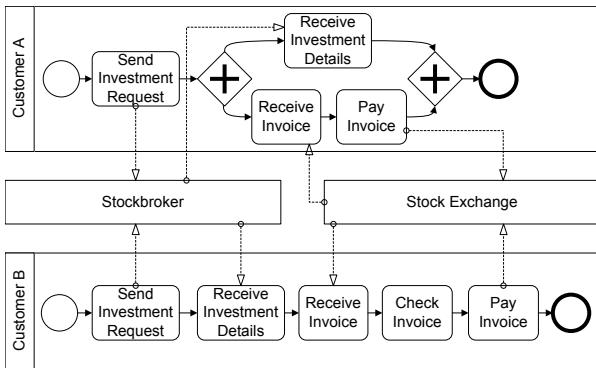 Customer A
Send
Investment
Request
Receive
Investment
Details
Receive
Invoice
Pay
Invoice
Stockbroker
Stock Exchange
Customer B
Send
Investment
Request
Receive
Investment
Details
Receive
Invoice
Check
Invoice
Pay
Invoice